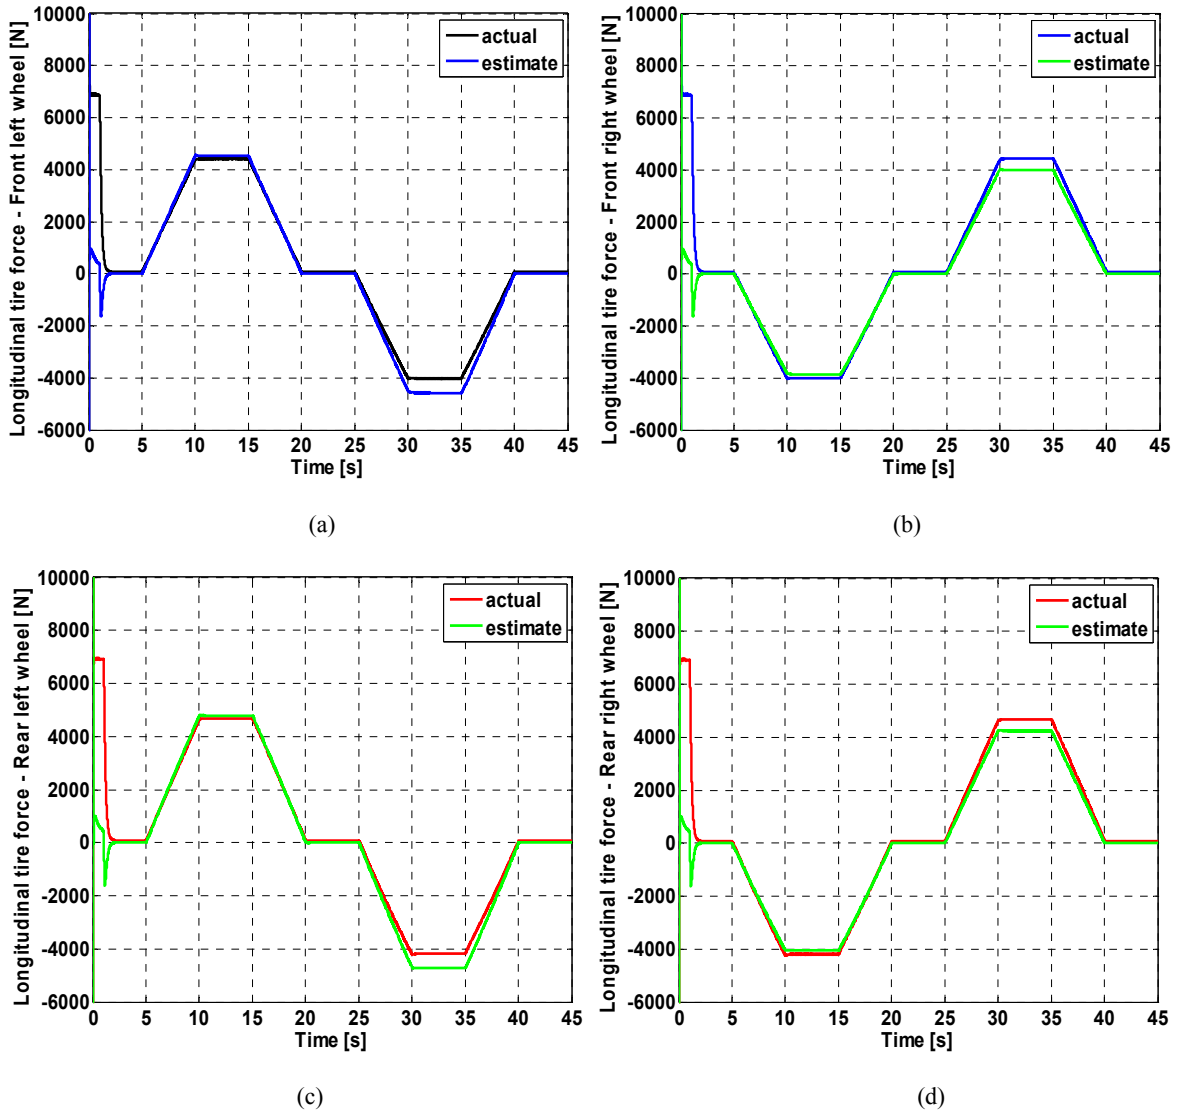 Longitudinal tire force - Front left wheel [N]
10000
8000
6000
4000
2000
0
-2000
-4000
-6000
actual
estimate
0 5 10 15 20 25 30 35 40 45
Time [s]
(a)
Longitudinal tire force - Front right wheel [N]
10000
8000
6000
4000
2000
0
-2000
-4000
-6000
actual
estimate
0 5 10 15 20 25 30 35 40 45
Time [s]
(b)
Longitudinal tire force - Rear left wheel [N]
10000
8000
6000
4000
2000
0
-2000
-4000
-6000
actual
estimate
0 5 10 15 20 25 30 35 40 45
Time [s]
(c)
Longitudinal tire force - Rear right wheel [N]
10000
8000
6000
4000
2000
0
-2000
-4000
-6000
actual
estimate
0 5 10 15 20 25 30 35 40 45
Time [s]
(d)